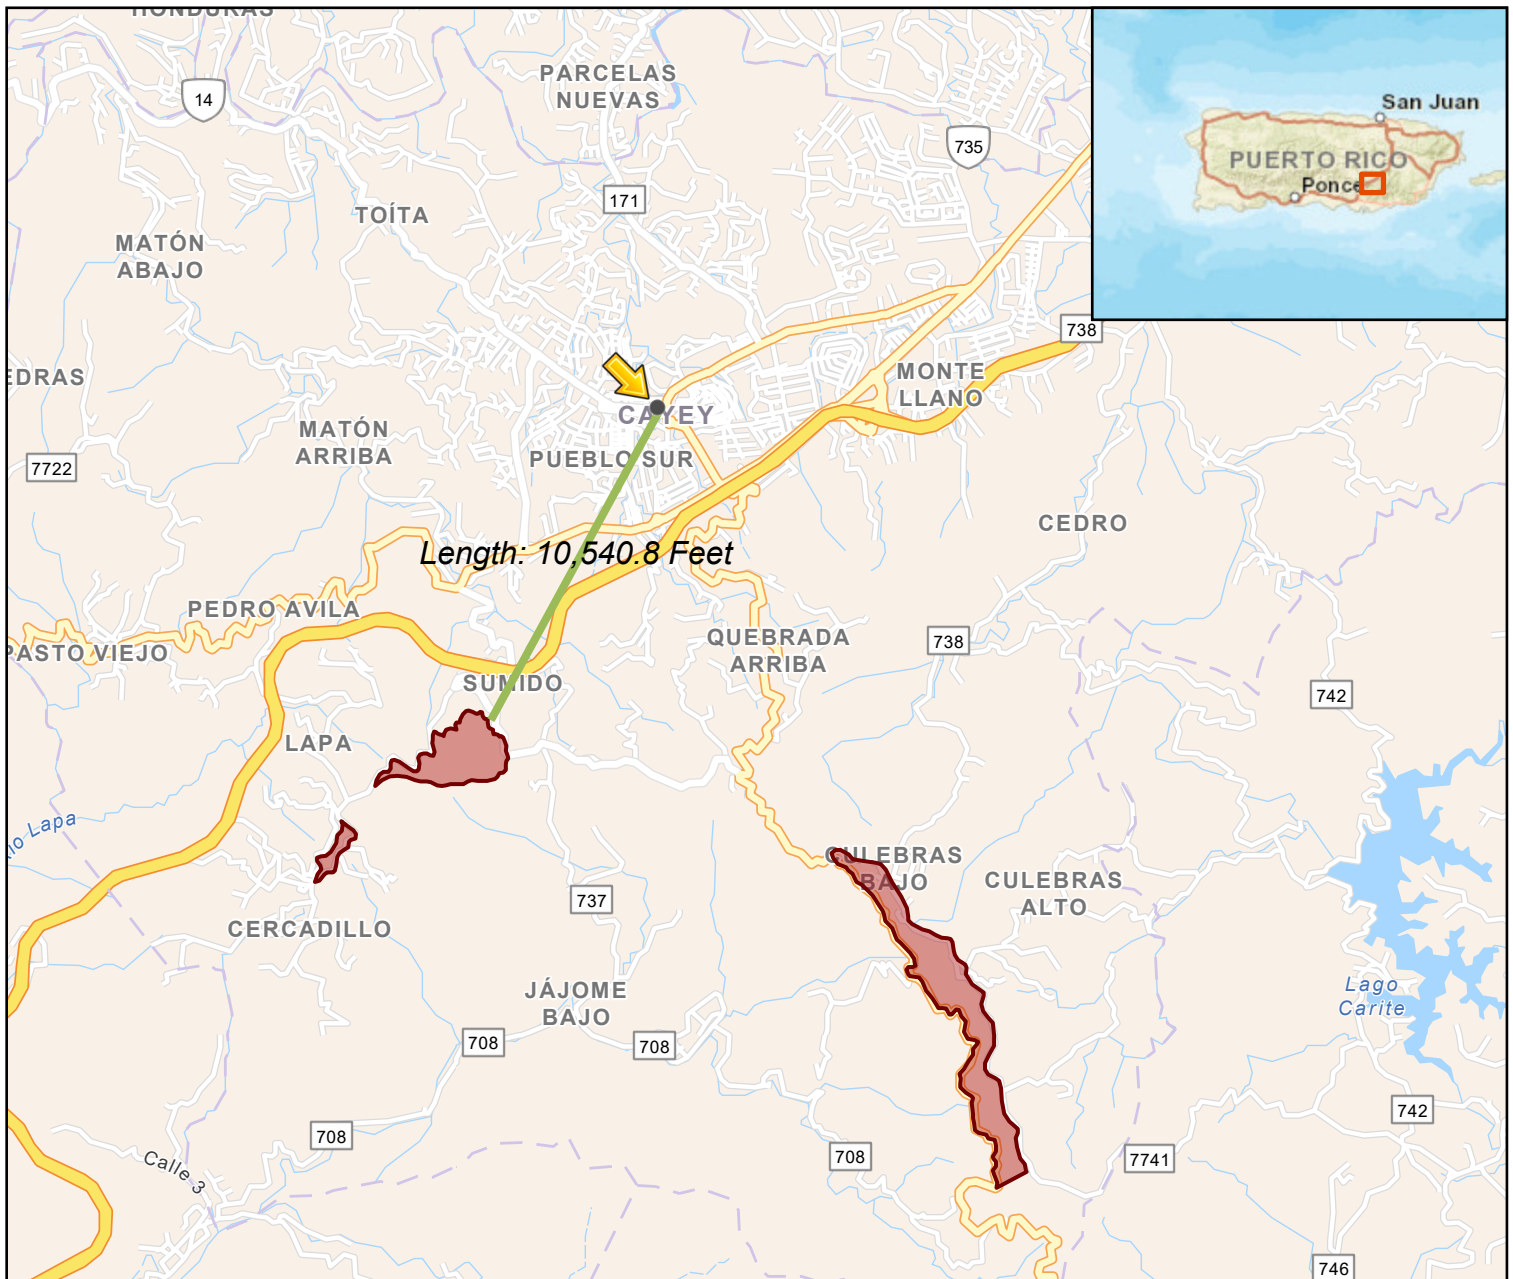 HONDURAS
PARCELAS
NUEVAS
14
735
San Juan
PUERTO RICO
Ponce
171
TOÍTA
MATÓN
ABAJO
738
EDRAS
MONTE
LLANO
CAYEY
MATÓN
ARRIBA
PUEBLO SUR
7722
CEDRO
Length: 10,540.8 Feet
PEDRO AVILA
QUEBRADA
ARRIBA
738
PASTO VIEJO
SUMIDO
742
LAPA
io Lapa
CULEBRAS
BAJO
CULEBRAS
ALTO
737
CERCADILLO
JÁJOME
BAJO
Lago
Carite
708
708
742
708
Calle 3
708
7741
746